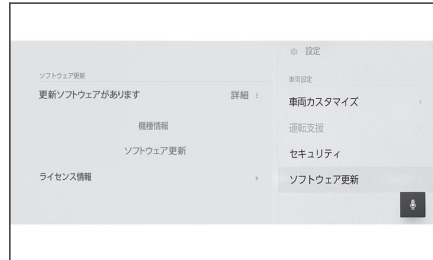 ソフトウェア更新
更新ソフトウェアがあります
詳細
機種情報
ソフトウェア更新
ライセンス情報
設定
車両設定
車両カスタマイズ
運転支援
セキュリティ
ソフトウェア更新